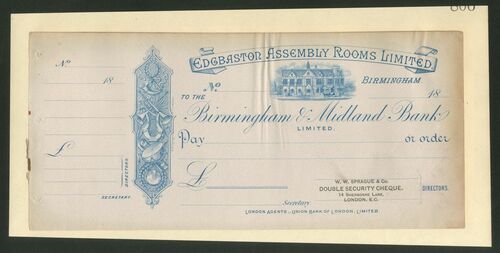 800
EDGBASTON ASSEMBLY ROOMS LIMITED.
No
No
BIRMINGHAM
18
18
TO THE
Birmingham & Midland Bank
LIMITED.
Pay
or order
£
£
DIRECTORS.
W. W. SPRAGUE & Co.
DOUBLE SECURITY CHEQUE.
14 SHERBORNE LANE,
LONDON, E.C.
DIRECTORS.
SECRETARY
Secretary
LONDON AGENTS – UNION BANK OF LONDON, LIMITED.